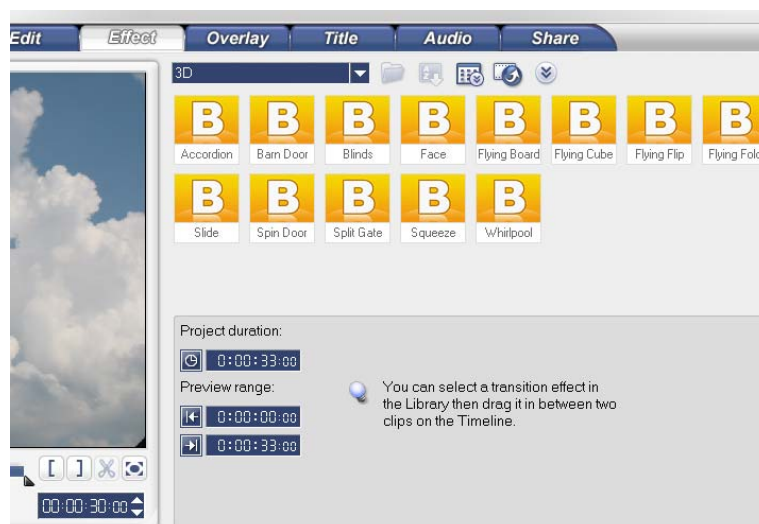 Edit Effect Overlay Title Audio Share
3D
B B B B B B B B
Accordion Barn Door Blinds Face Flying Board Flying Cube Flying Flip Flying Fold
B B B B B
Slide Spin Door Split Gate Squeeze Whirlpool
Project duration:
0:00:33:00
Preview range:
You can select a transition effect in
the Library then drag it in between two
clips on the Timeline.
0:00:00:00
0:00:33:00
[ ]
00:00:30:00